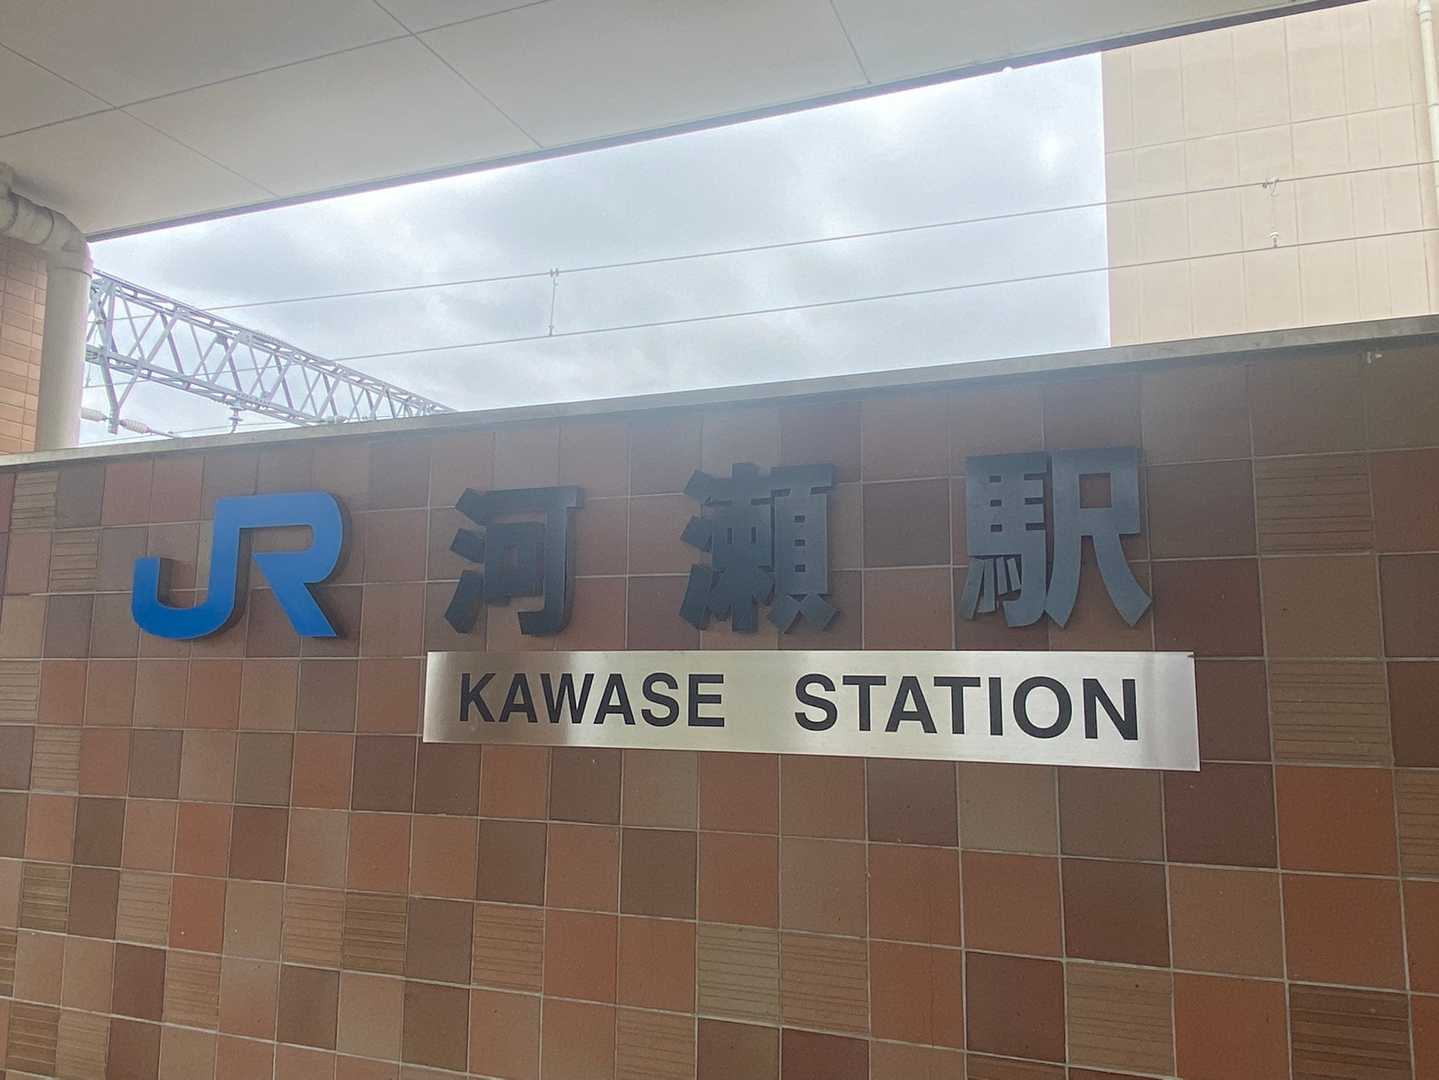 JR 河瀬駅
KAWASE STATION